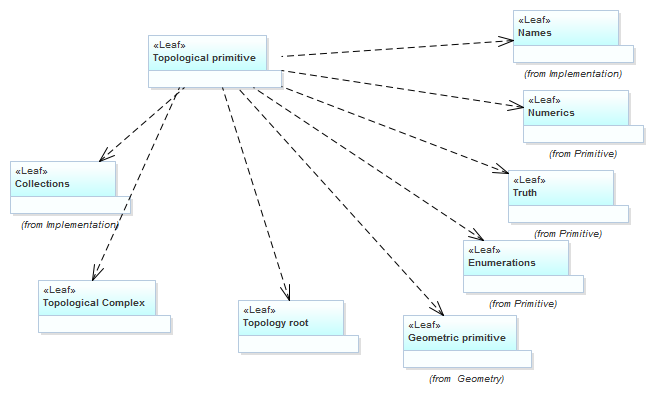 «Leaf»
Names
(from Implementation)
«Leaf»
Topological primitive
«Leaf»
Numerics
(from Primitive)
«Leaf»
Collections
(from Implementation)
«Leaf»
Truth
(from Primitive)
«Leaf»
Enumerations
(from Primitive)
«Leaf»
Topological Complex
«Leaf»
Topology root
«Leaf»
Geometric primitive
(from Geometry)